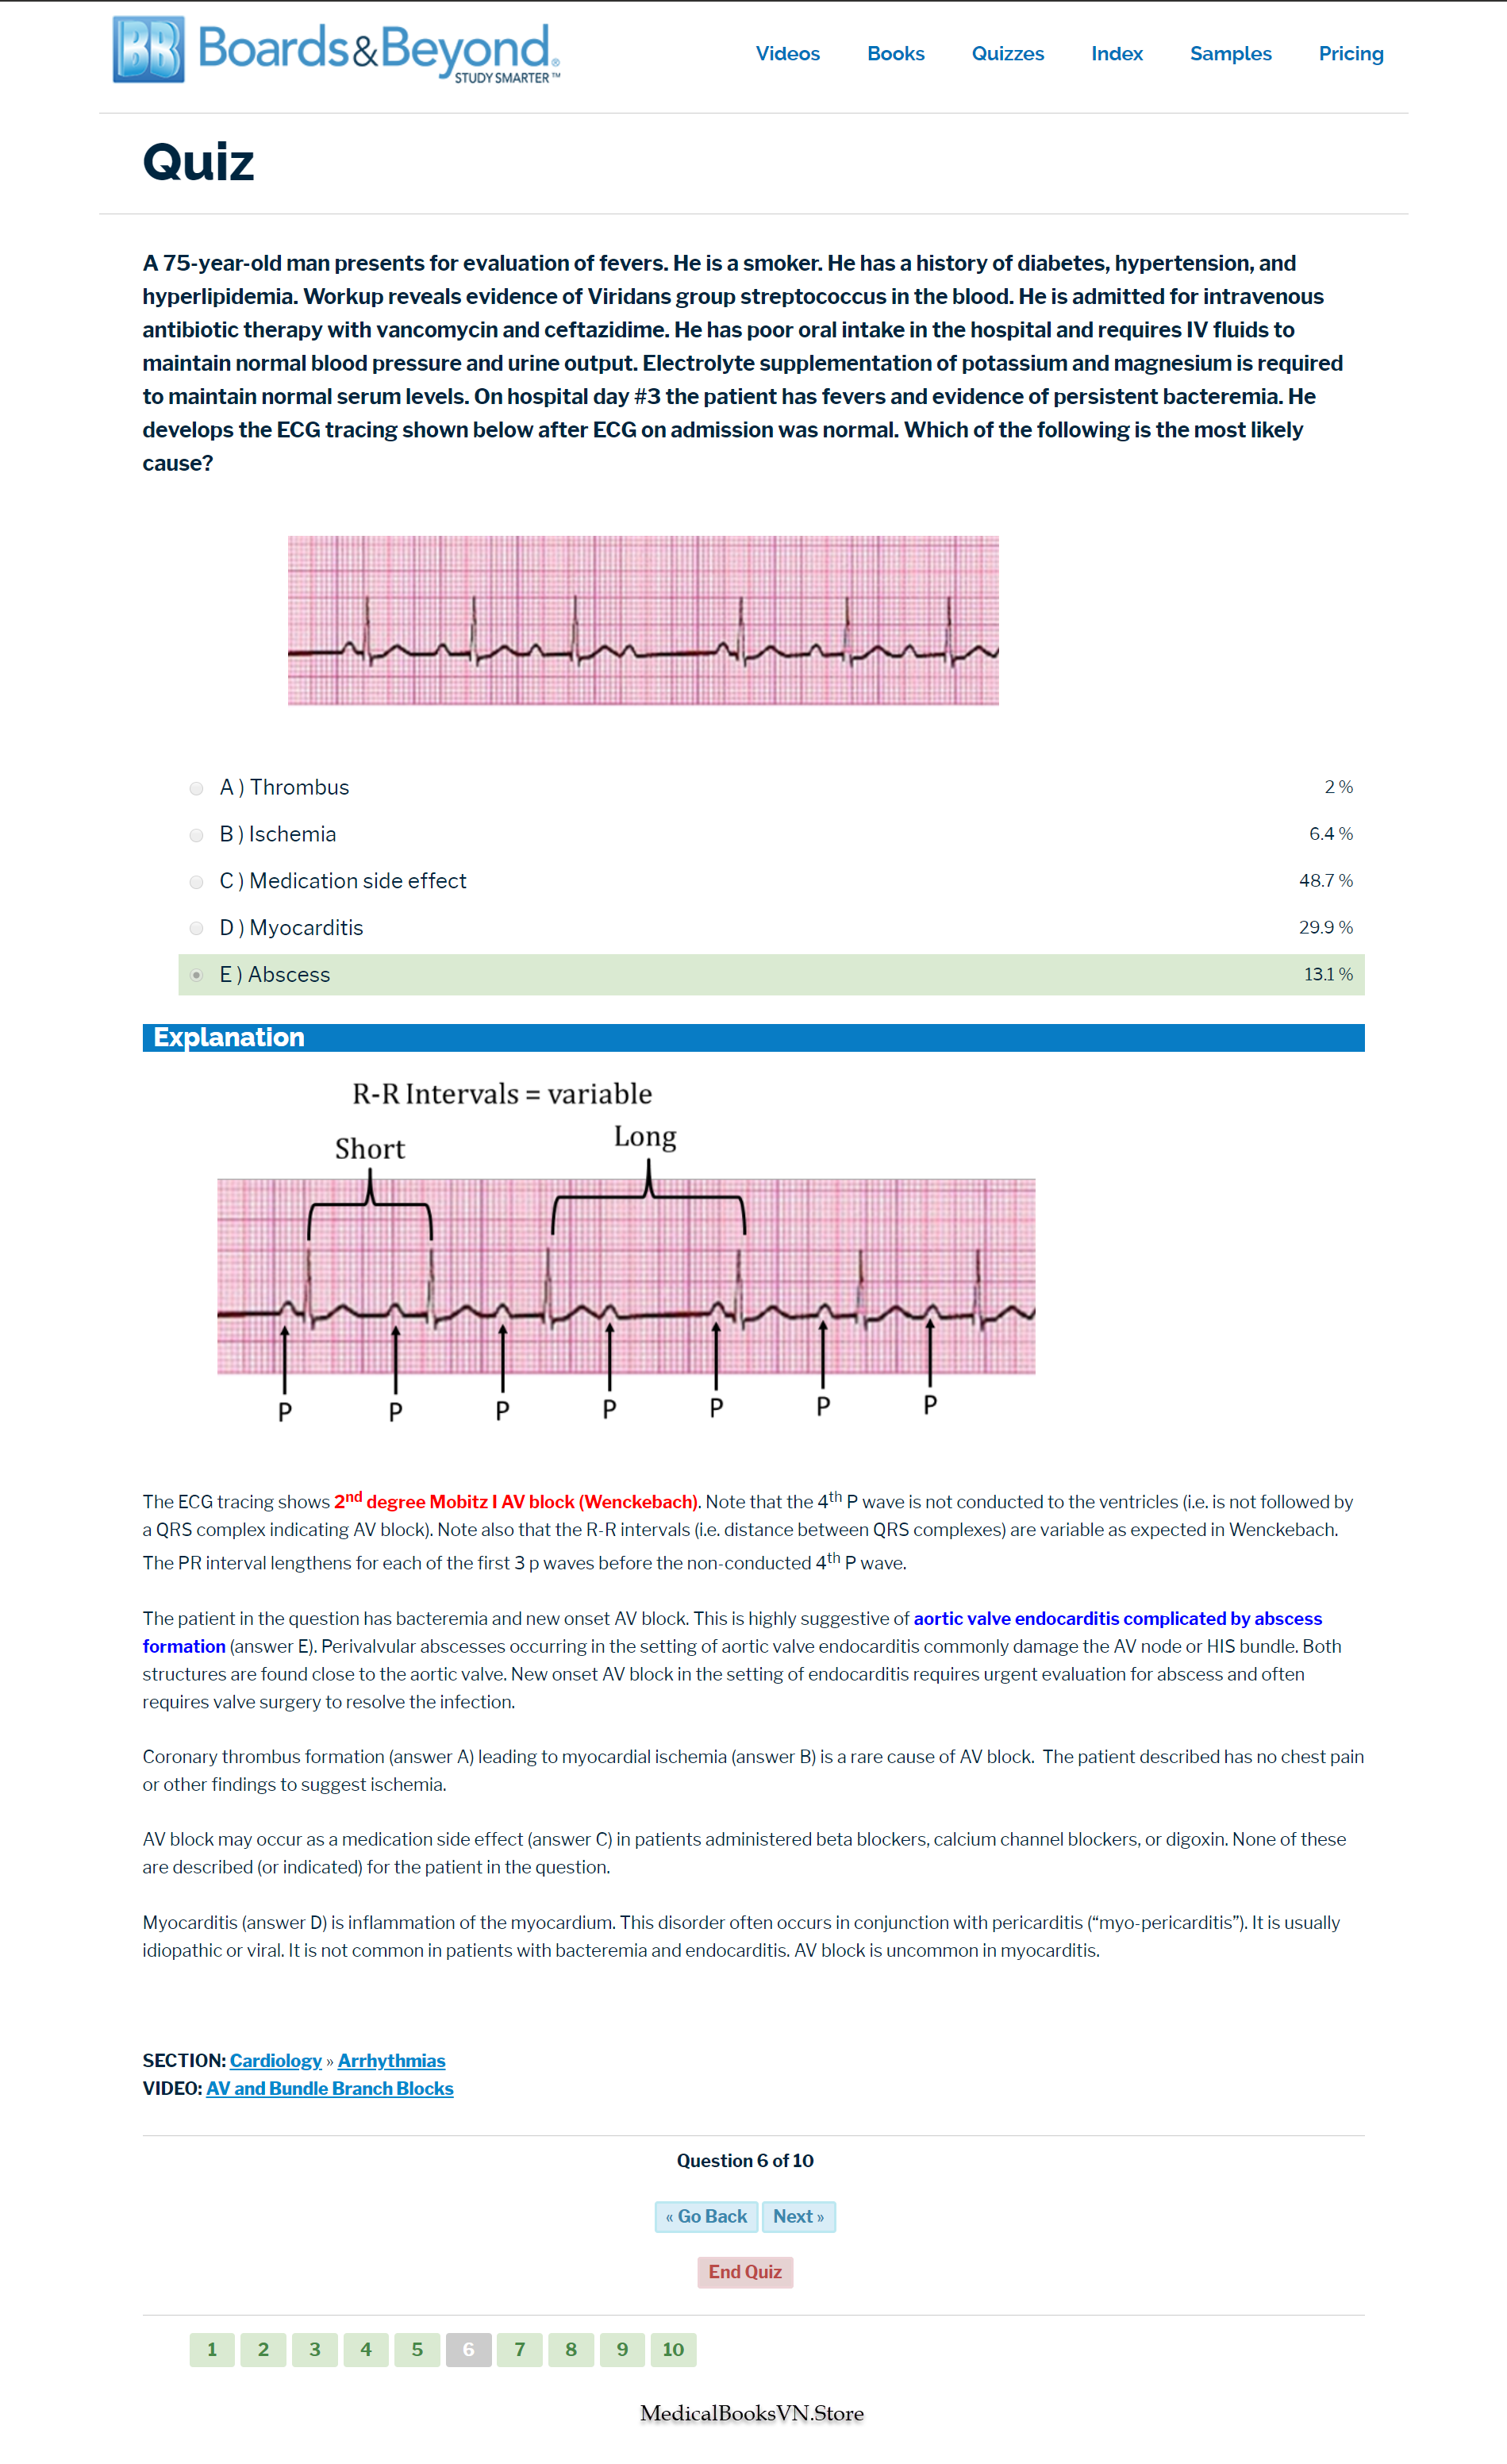 BB Boards&Beyond®
STUDY SMARTER™
Videos Books Quizzes Index Samples Pricing
Quiz
A 75-year-old man presents for evaluation of fevers. He is a smoker. He has a history of diabetes, hypertension, and
hyperlipidemia. Workup reveals evidence of Viridans group streptococcus in the blood. He is admitted for intravenous
antibiotic therapy with vancomycin and ceftazidime. He has poor oral intake in the hospital and requires IV fluids to
maintain normal blood pressure and urine output. Electrolyte supplementation of potassium and magnesium is required
to maintain normal serum levels. On hospital day #3 the patient has fevers and evidence of persistent bacteremia. He
develops the ECG tracing shown below after ECG on admission was normal. Which of the following is the most likely
cause?
A ) Thrombus 2 %
B ) Ischemia 6.4 %
C ) Medication side effect 48.7 %
D ) Myocarditis 29.9 %
E ) Abscess 13.1 %
Explanation
R-R Intervals = variable
Short Long
P P P P P P P
The ECG tracing shows 2nd degree Mobitz I AV block (Wenckebach). Note that the 4th P wave is not conducted to the ventricles (i.e. is not followed by
a QRS complex indicating AV block). Note also that the R-R intervals (i.e. distance between QRS complexes) are variable as expected in Wenckebach.
The PR interval lengthens for each of the first 3 p waves before the non-conducted 4th P wave.
The patient in the question has bacteremia and new onset AV block. This is highly suggestive of aortic valve endocarditis complicated by abscess
formation (answer E). Perivalvular abscesses occurring in the setting of aortic valve endocarditis commonly damage the AV node or HIS bundle. Both
structures are found close to the aortic valve. New onset AV block in the setting of endocarditis requires urgent evaluation for abscess and often
requires valve surgery to resolve the infection.
Coronary thrombus formation (answer A) leading to myocardial ischemia (answer B) is a rare cause of AV block. The patient described has no chest pain
or other findings to suggest ischemia.
AV block may occur as a medication side effect (answer C) in patients administered beta blockers, calcium channel blockers, or digoxin. None of these
are described (or indicated) for the patient in the question.
Myocarditis (answer D) is inflammation of the myocardium. This disorder often occurs in conjunction with pericarditis (“myo-pericarditis”). It is usually
idiopathic or viral. It is not common in patients with bacteremia and endocarditis. AV block is uncommon in myocarditis.
SECTION: Cardiology » Arrhythmias
VIDEO: AV and Bundle Branch Blocks
Question 6 of 10
« Go Back Next »
End Quiz
1 2 3 4 5 6 7 8 9 10
MedicalBooksVN.Store